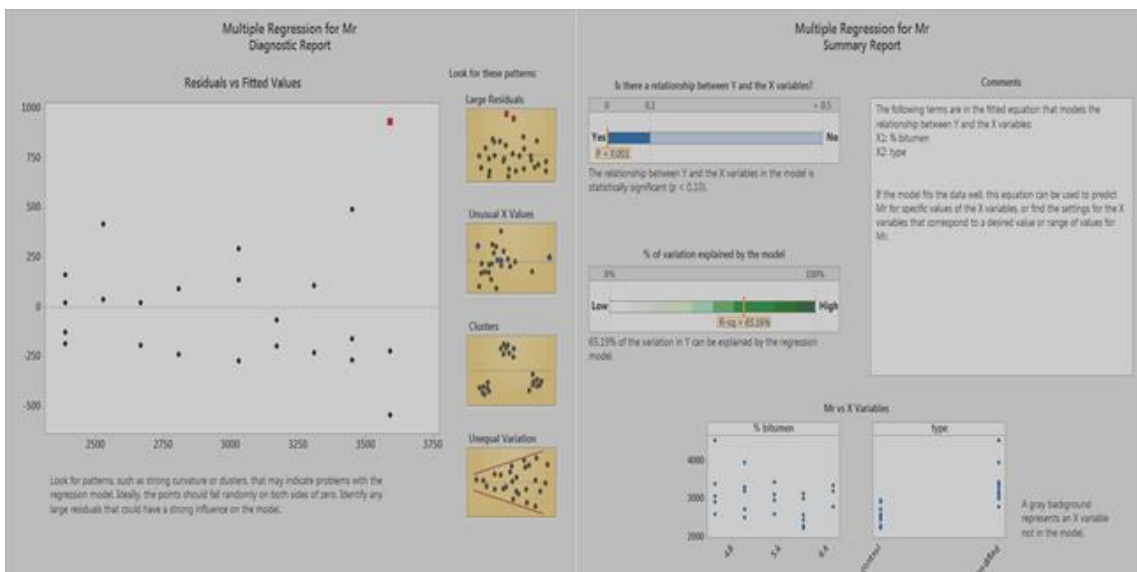 Multiple Regression for Mr
Diagnostic Report
Residuals vs Fitted Values
1000
750
500
250
0
-250
-500
2500
2750
3000
3250
3500
3750
Look for patterns, such as strong curvature or clusters, that may indicate problems with the
regression model. Ideally, the points should fall randomly on both sides of zero. Identify any
large residuals that could have a strong influence on the model.
Look for these patterns:
Large Residuals
Unusual X Values
Clusters
Unequal Variation
Multiple Regression for Mr
Summary Report
Is there a relationship between Y and the X variables?
0 0.1 > 0.5
Yes No
P < 0.001
The relationship between Y and the X variables in the model is
statistically significant (p < 0.10).
% of variation explained by the model
0% 100%
Low High
R-sq = 65.19%
65.19% of the variation in Y can be explained by the regression
model.
Comments
The following terms are in the fitted equation that models the
relationship between Y and the X variables:
X1: % bitumen
X2: type
If the model fits the data well, this equation can be used to predict
Mr for specific values of the X variables, or find the settings for the X
variables that correspond to a desired value or range of values for
Mr.
Mr vs X Variables
% bitumen type
4000
3000
2000
4.8 5.6 6.4
control
A gray background
represents an X variable
not in the model.